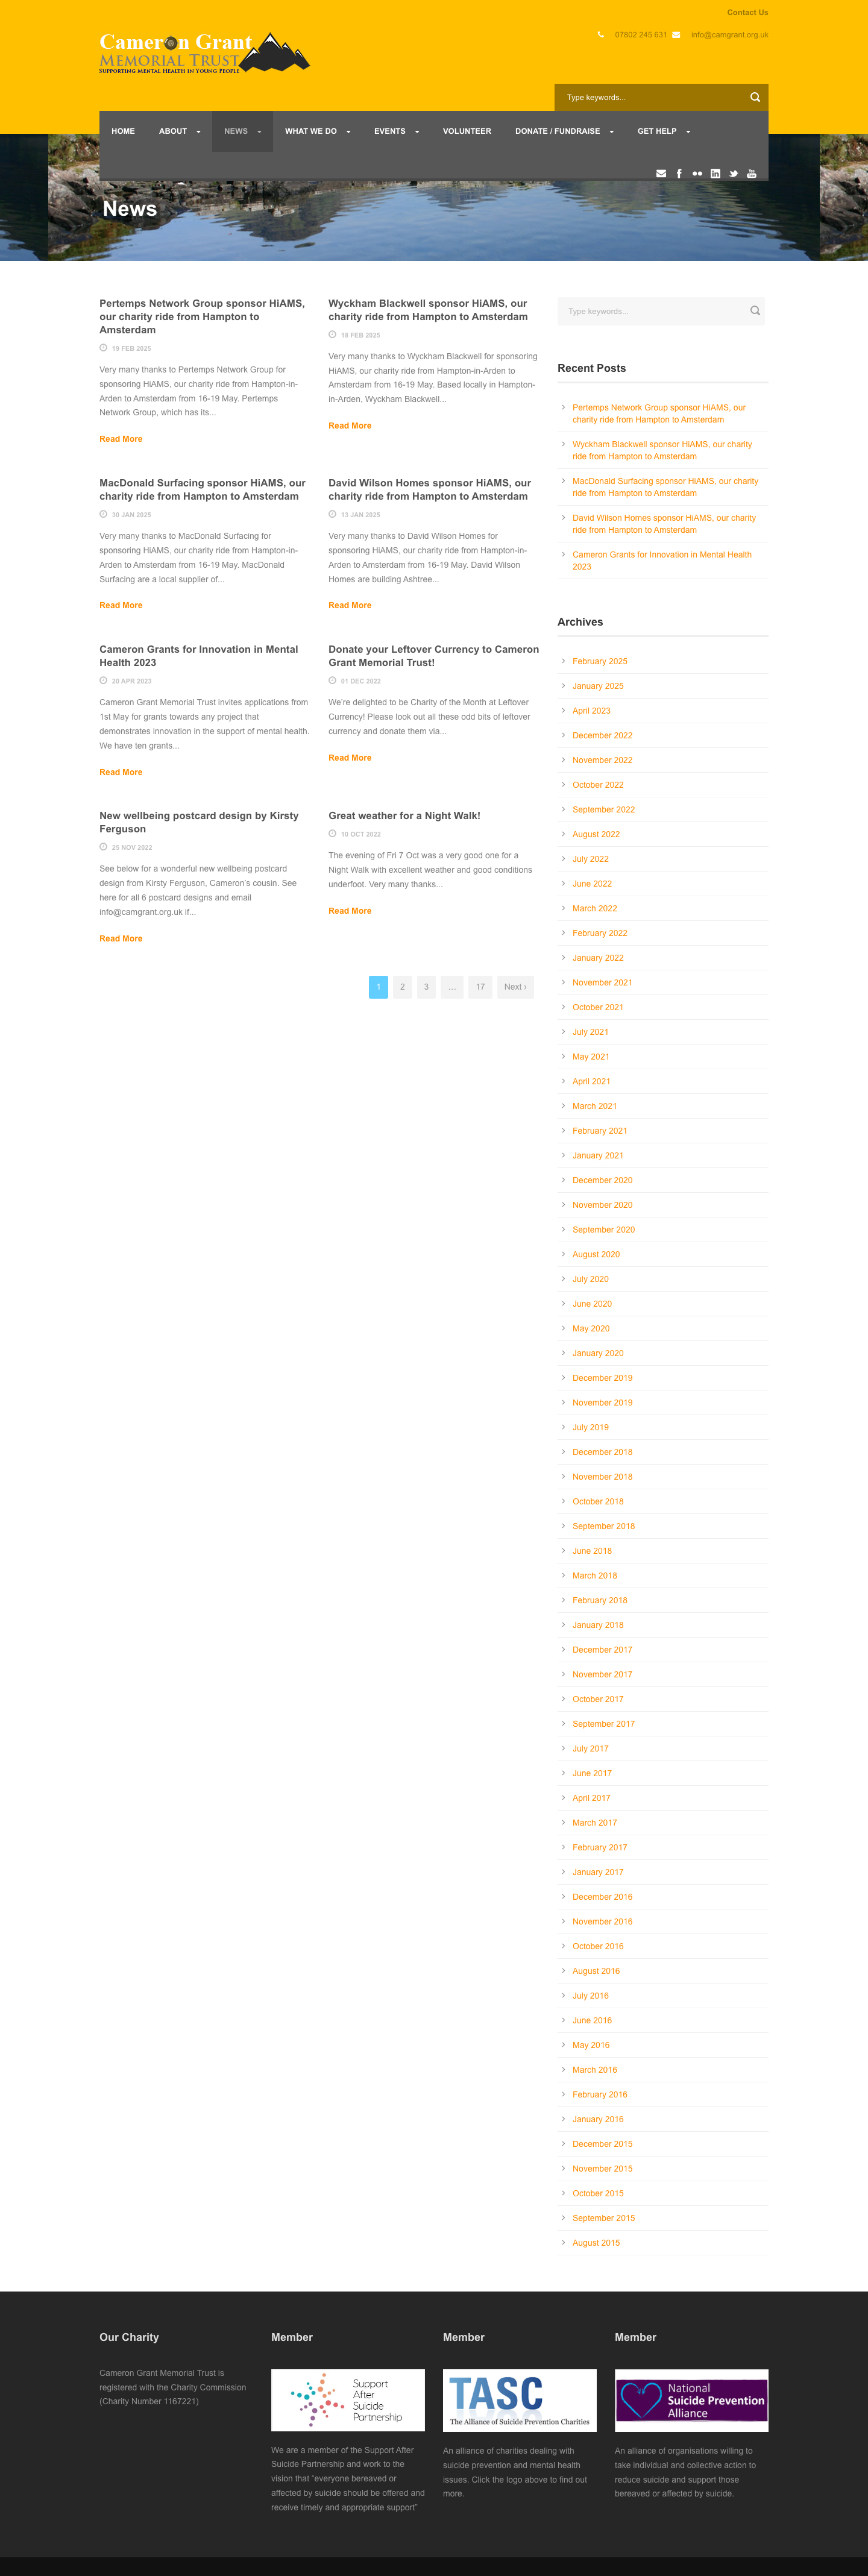 Contact Us
07802 245 631 info@camgrant.org.uk
Cameron Grant
MEMORIAL TRUST
SUPPORTING MENTAL HEALTH IN YOUNG PEOPLE
Type keywords...
HOME ABOUT NEWS WHAT WE DO EVENTS VOLUNTEER DONATE / FUNDRAISE GET HELP
News
Pertemps Network Group sponsor HiAMS,
our charity ride from Hampton to
Amsterdam
19 FEB 2025
Very many thanks to Pertemps Network Group for
sponsoring HiAMS, our charity ride from Hampton-in-
Arden to Amsterdam from 16-19 May. Pertemps
Network Group, which has its...
Read More
Wyckham Blackwell sponsor HiAMS, our
charity ride from Hampton to Amsterdam
18 FEB 2025
Very many thanks to Wyckham Blackwell for sponsoring
HiAMS, our charity ride from Hampton-in-Arden to
Amsterdam from 16-19 May. Based locally in Hampton-
in-Arden, Wyckham Blackwell...
Read More
MacDonald Surfacing sponsor HiAMS, our
charity ride from Hampton to Amsterdam
30 JAN 2025
Very many thanks to MacDonald Surfacing for
sponsoring HiAMS, our charity ride from Hampton-in-
Arden to Amsterdam from 16-19 May. MacDonald
Surfacing are a local supplier of...
Read More
David Wilson Homes sponsor HiAMS, our
charity ride from Hampton to Amsterdam
13 JAN 2025
Very many thanks to David Wilson Homes for
sponsoring HiAMS, our charity ride from Hampton-in-
Arden to Amsterdam from 16-19 May. David Wilson
Homes are building Ashtree...
Read More
Cameron Grants for Innovation in Mental
Health 2023
20 APR 2023
Cameron Grant Memorial Trust invites applications from
1st May for grants towards any project that
demonstrates innovation in the support of mental health.
We have ten grants...
Read More
Donate your Leftover Currency to Cameron
Grant Memorial Trust!
01 DEC 2022
We're delighted to be Charity of the Month at Leftover
Currency! Please look out all these odd bits of leftover
currency and donate them via...
Read More
New wellbeing postcard design by Kirsty
Ferguson
25 NOV 2022
See below for a wonderful new wellbeing postcard
design from Kirsty Ferguson, Cameron's cousin. See
here for all 6 postcard designs and email
info@camgrant.org.uk if...
Read More
Great weather for a Night Walk!
10 OCT 2022
The evening of Fri 7 Oct was a very good one for a
Night Walk with excellent weather and good conditions
underfoot. Very many thanks...
Read More
1 2 3 … 17 Next ›
Type keywords...
Recent Posts
Pertemps Network Group sponsor HiAMS, our
charity ride from Hampton to Amsterdam
Wyckham Blackwell sponsor HiAMS, our charity
ride from Hampton to Amsterdam
MacDonald Surfacing sponsor HiAMS, our charity
ride from Hampton to Amsterdam
David Wilson Homes sponsor HiAMS, our charity
ride from Hampton to Amsterdam
Cameron Grants for Innovation in Mental Health
2023
Archives
February 2025
January 2025
April 2023
December 2022
November 2022
October 2022
September 2022
August 2022
July 2022
June 2022
March 2022
February 2022
January 2022
November 2021
October 2021
July 2021
May 2021
April 2021
March 2021
February 2021
January 2021
December 2020
November 2020
September 2020
August 2020
July 2020
June 2020
May 2020
January 2020
December 2019
November 2019
July 2019
December 2018
November 2018
October 2018
September 2018
June 2018
March 2018
February 2018
January 2018
December 2017
November 2017
October 2017
September 2017
July 2017
June 2017
April 2017
March 2017
February 2017
January 2017
December 2016
November 2016
October 2016
August 2016
July 2016
June 2016
May 2016
March 2016
February 2016
January 2016
December 2015
November 2015
October 2015
September 2015
August 2015
Our Charity
Cameron Grant Memorial Trust is
registered with the Charity Commission
(Charity Number 1167221)
Member
Support
After
Suicide
Partnership
We are a member of the Support After
Suicide Partnership and work to the
vision that "everyone bereaved or
affected by suicide should be offered and
receive timely and appropriate support"
Member
TASC
The Alliance of Suicide Prevention Charities
An alliance of charities dealing with
suicide prevention and mental health
issues. Click the logo above to find out
more.
Member
National
Suicide Prevention
Alliance
An alliance of organisations willing to
take individual and collective action to
reduce suicide and support those
bereaved or affected by suicide.